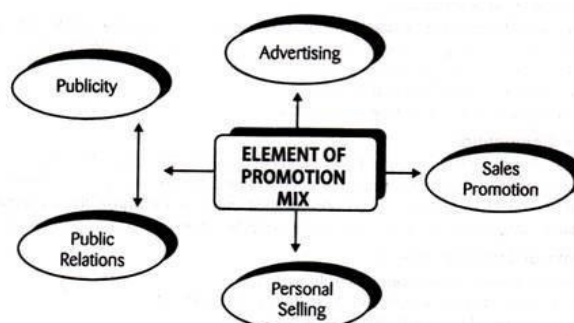 Advertising
Publicity
ELEMENT OF
PROMOTION
MIX
Sales
Promotion
Public
Relations
Personal
Selling